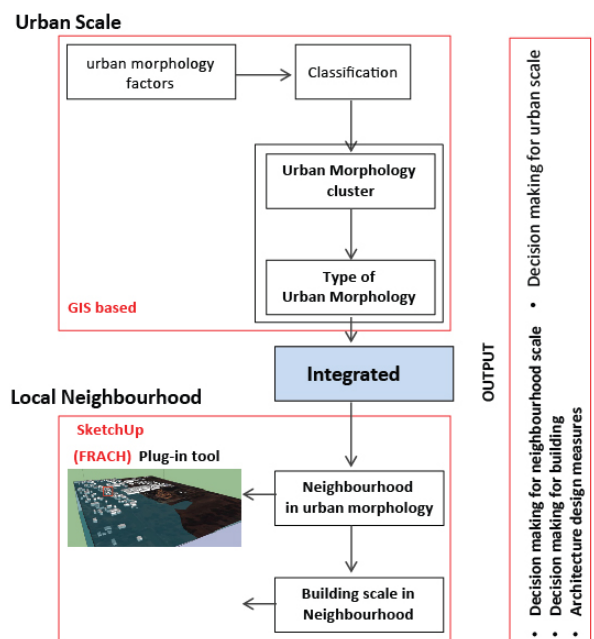 Urban Scale
urban morphology
factors
Classification
Urban Morphology
cluster
Type of
Urban Morphology
GIS based
Integrated
Local Neighbourhood
SketchUp
(FRACH) Plug-in tool
Neighbourhood
in urban morphology
Building scale in
Neighbourhood
OUTPUT
• Decision making for urban scale
• Decision making for neighbourhood scale
• Decision making for building
• Architecture design measures